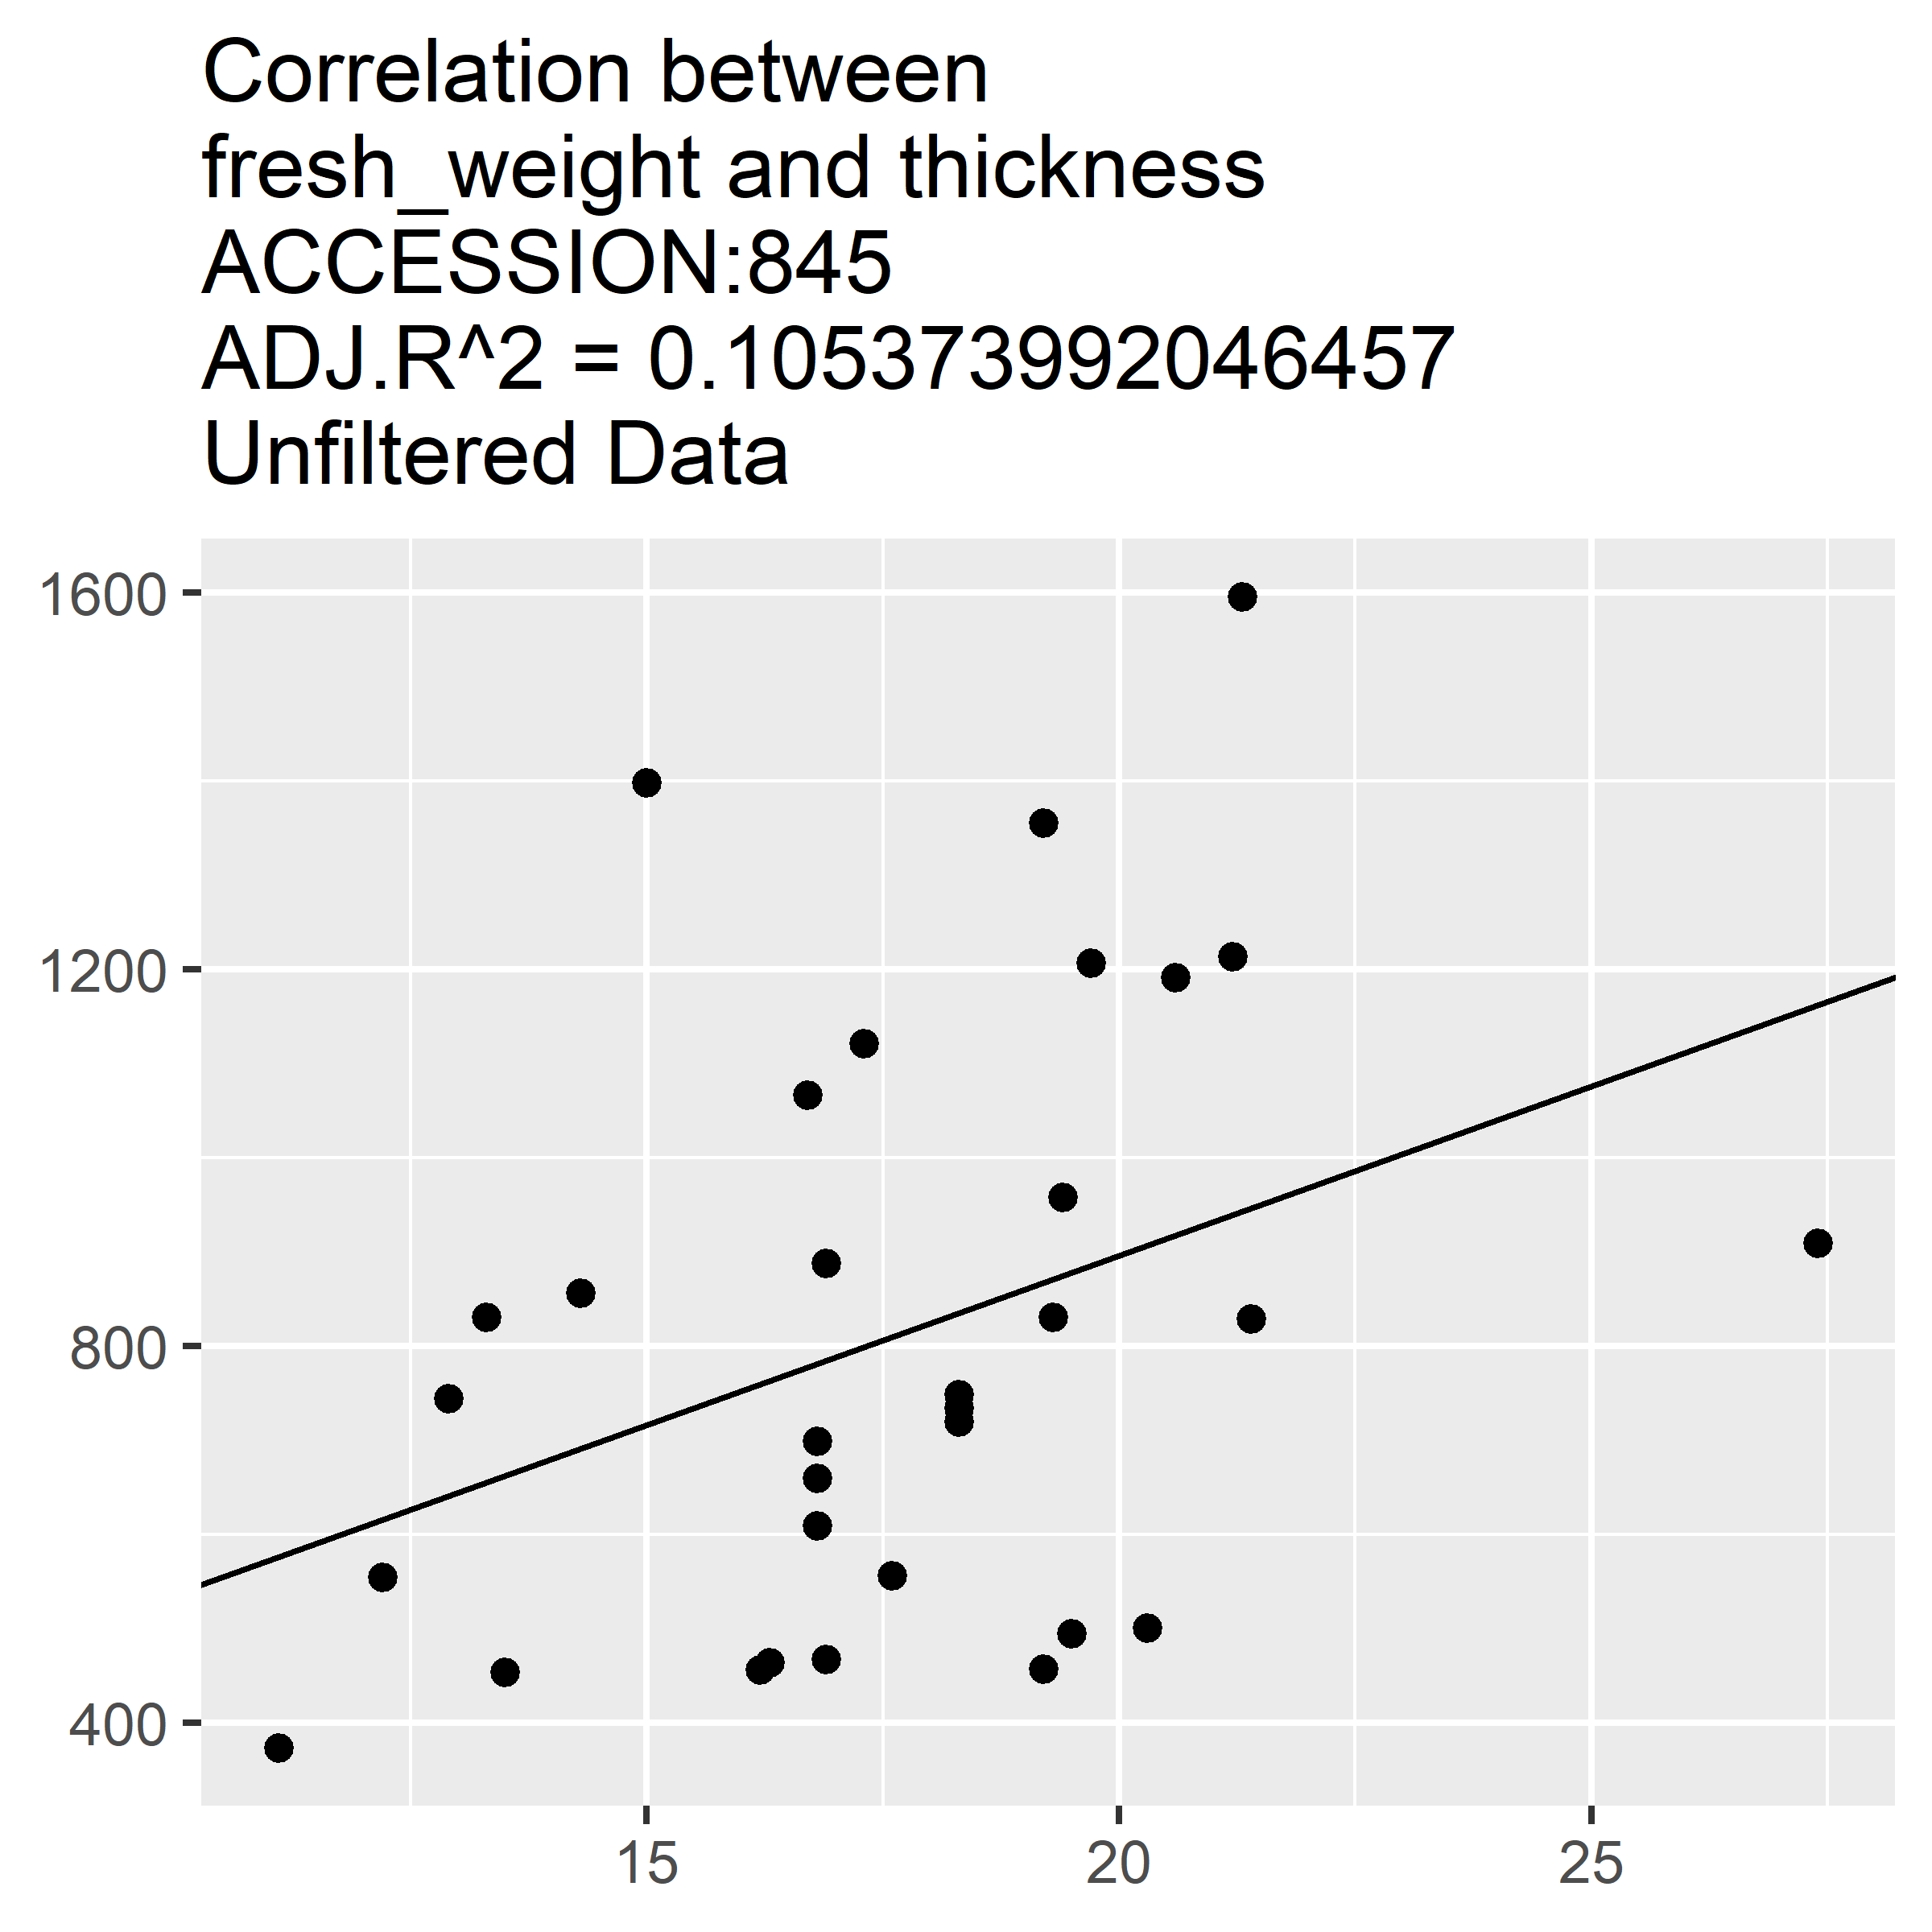 Correlation between
fresh_weight and thickness
ACCESSION:845
ADJ.R^2 = 0.105373992046457
Unfiltered Data
1600
1200
800
400
15
20
25